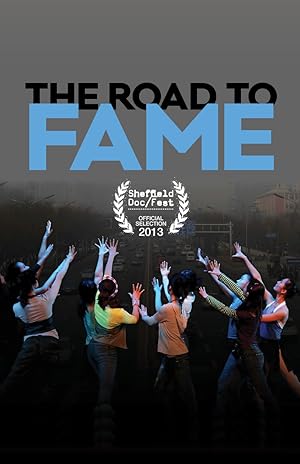 THE ROAD TO
FAME
Sheffield
Doc/Fest
OFFICIAL
SELECTION
2013